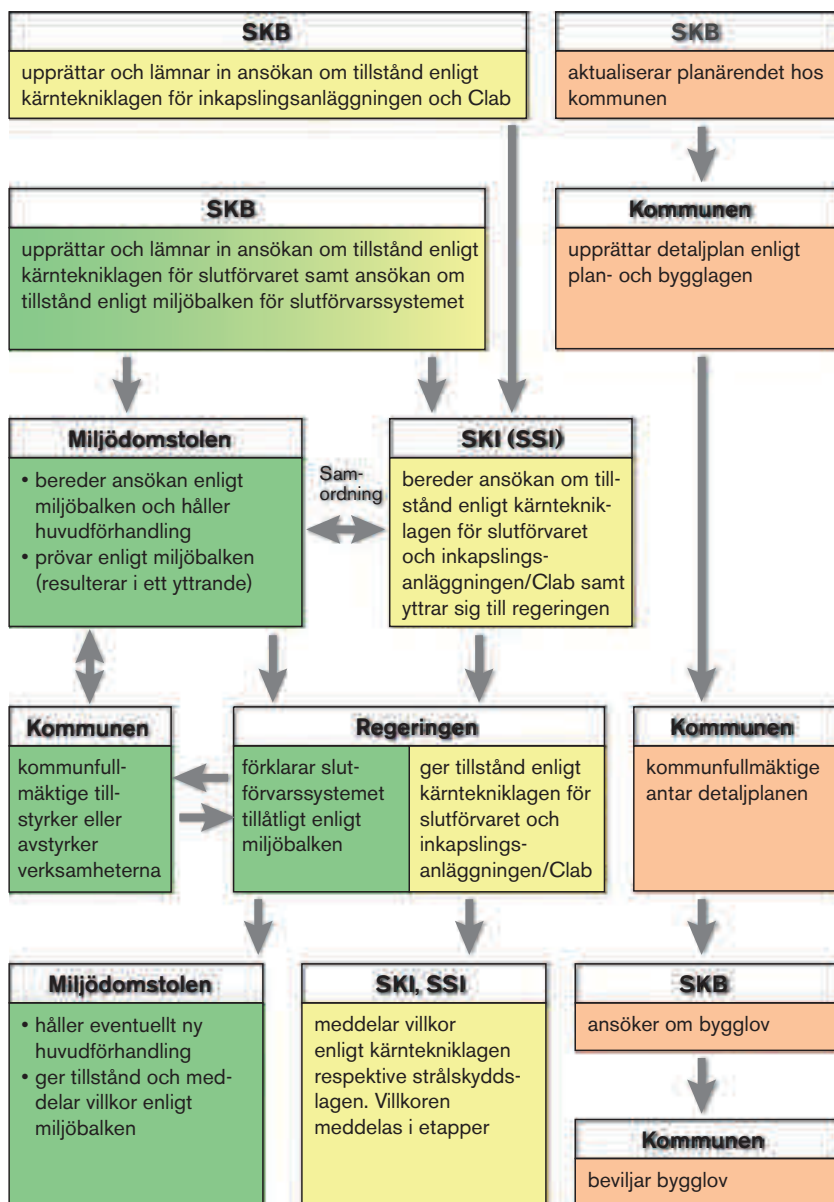 SKB
upprättar och lämnar in ansökan om tillstånd enligt
kärntekniklagen för inkapslingsanläggningen och Clab
SKB
aktualiserar planärendet hos
kommunen
SKB
upprättar och lämnar in ansökan om tillstånd enligt
kärntekniklagen för slutförvaret samt ansökan om
tillstånd enligt miljöbalken för slutförvarssystemet
Kommunen
upprättar detaljplan enligt
plan- och bygglagen
Miljödomstolen
• bereder ansökan enligt
miljöbalken och håller
huvudförhandling
• prövar enligt miljöbalken
(resulterar i ett yttrande)
Sam-
ordning
SKI (SSI)
bereder ansökan om till-
stånd enligt kärnteknik-
lagen för slutförvaret
och inkapslings-
anläggningen/Clab samt
yttrar sig till regeringen
Kommunen
kommunfull-
mäktige till-
styrker eller
avstyrker
verksamheterna
Regeringen
förklarar slut-
förvarssystemet
tillåtligt enligt
miljöbalken
ger tillstånd enligt
kärntekniklagen för
slutförvaret och
inkapslings-
anläggningen/Clab
Kommunen
kommunfullmäktige
antar detaljplanen
Miljödomstolen
• håller eventuellt ny
huvudförhandling
• ger tillstånd och med-
delar villkor enligt
miljöbalken
SKI, SSI
meddelar villkor
enligt kärntekniklagen
respektive strålskydds-
lagen. Villkoren
meddelas i etapper
SKB
ansöker om bygglov
Kommunen
beviljar bygglov